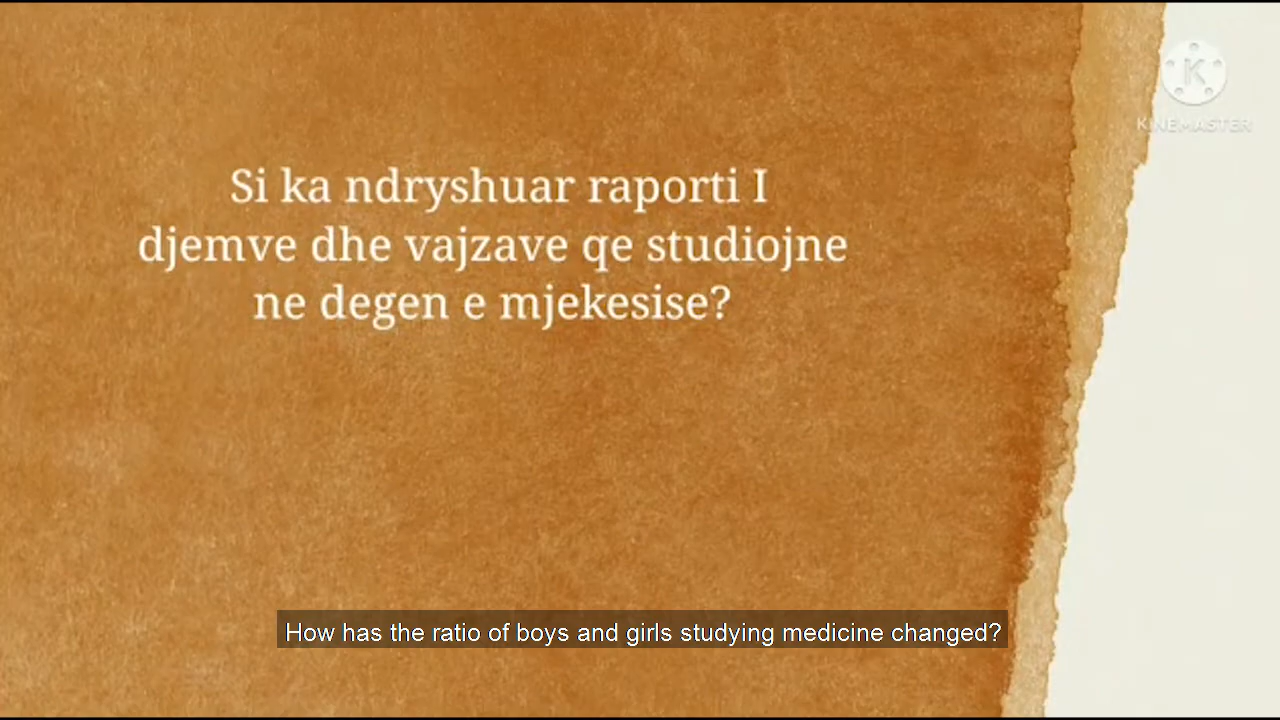 K
KINEMASTER
Si ka ndryshuar raporti I
djemve dhe vajzave qe studiojne
ne degen e mjekesise?
How has the ratio of boys and girls studying medicine changed?